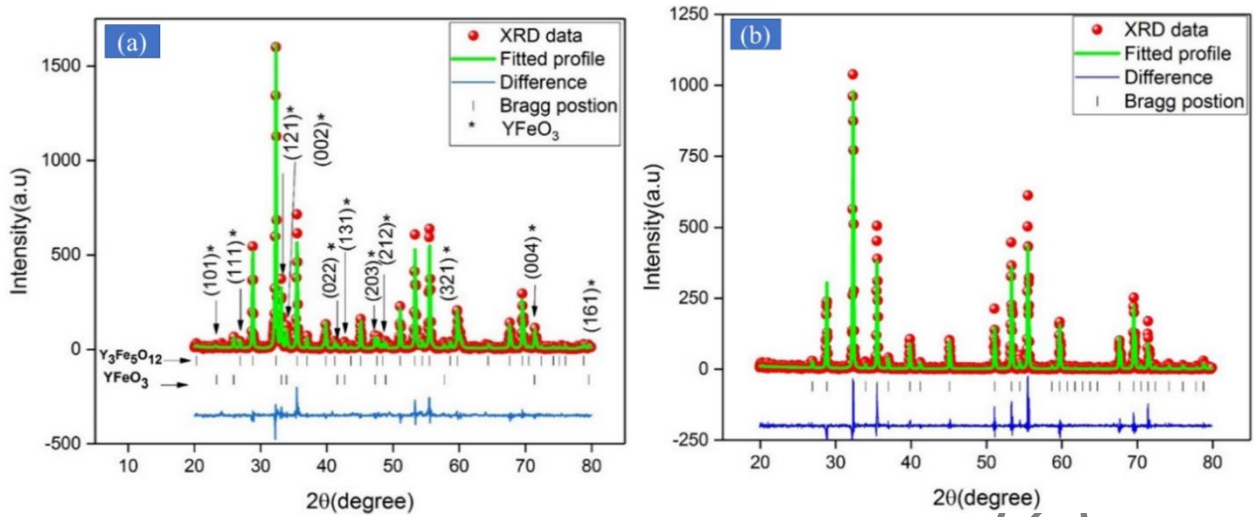 (a)
XRD data
Fitted profile
Difference
Bragg postion
* YFeO3
(101)*
(111)*
(121)*
(002)*
(022)*
(131)*
(203)*
(212)*
(321)*
(004)*
(161)*
Y3Fe5O12
YFeO3
Intensity(a.u)
1500
1000
500
0
-500
10 20 30 40 50 60 70 80
2θ(degree)
(b)
XRD data
Fitted profile
Difference
Bragg postion
Intensity(a.u)
1250
1000
750
500
250
0
-250
20 30 40 50 60 70 80
2θ(degree)